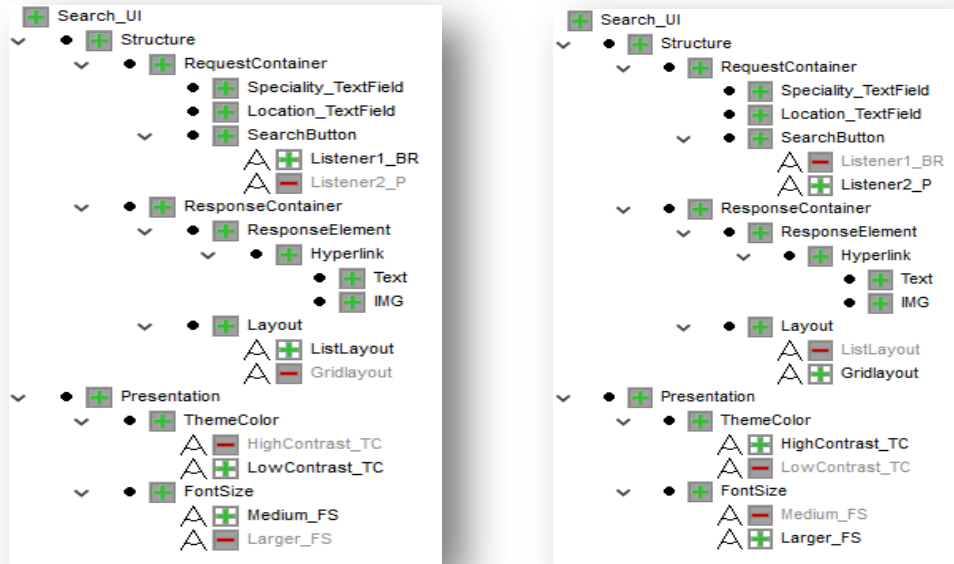 Search_UI
Structure
RequestContainer
Speciality_TextField
Location_TextField
SearchButton
Listener1_BR
Listener2_P
ResponseContainer
ResponseElement
Hyperlink
Text
IMG
Layout
ListLayout
Gridlayout
Presentation
ThemeColor
HighContrast_TC
LowContrast_TC
FontSize
Medium_FS
Larger_FS
Search_UI
Structure
RequestContainer
Speciality_TextField
Location_TextField
SearchButton
Listener1_BR
Listener2_P
ResponseContainer
ResponseElement
Hyperlink
Text
IMG
Layout
ListLayout
Gridlayout
Presentation
ThemeColor
HighContrast_TC
LowContrast_TC
FontSize
Medium_FS
Larger_FS